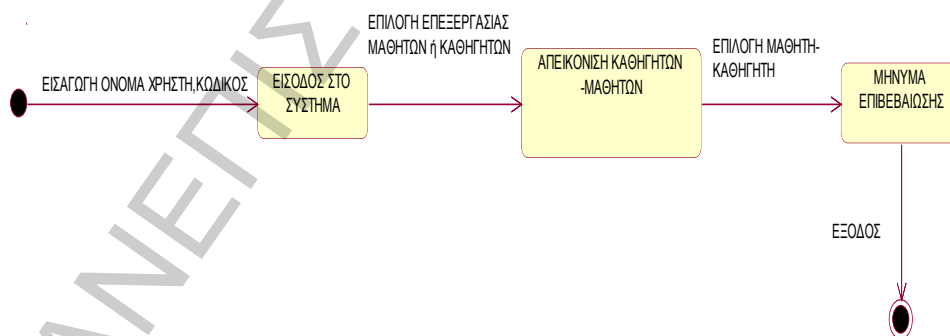 ΕΠΙΛΟΓΗ ΕΠΕΞΕΡΓΑΣΙΑΣ
ΜΑΘΗΤΩΝ ή ΚΑΘΗΓΗΤΩΝ
ΕΙΣΑΓΩΓΗ ΟΝΟΜΑ ΧΡΗΣΤΗ,ΚΩΔΙΚΟΣ
ΕΙΣΟΔΟΣ ΣΤΟ
ΣΥΣΤΗΜΑ
ΑΠΕΙΚΟΝΙΣΗ ΚΑΘΗΓΗΤΩΝ
-ΜΑΘΗΤΩΝ
ΕΠΙΛΟΓΗ ΜΑΘΗΤΗ-
ΚΑΘΗΓΗΤΗ
ΜΗΝΥΜΑ
ΕΠΙΒΕΒΑΙΩΣΗΣ
ΕΞΟΔΟΣ